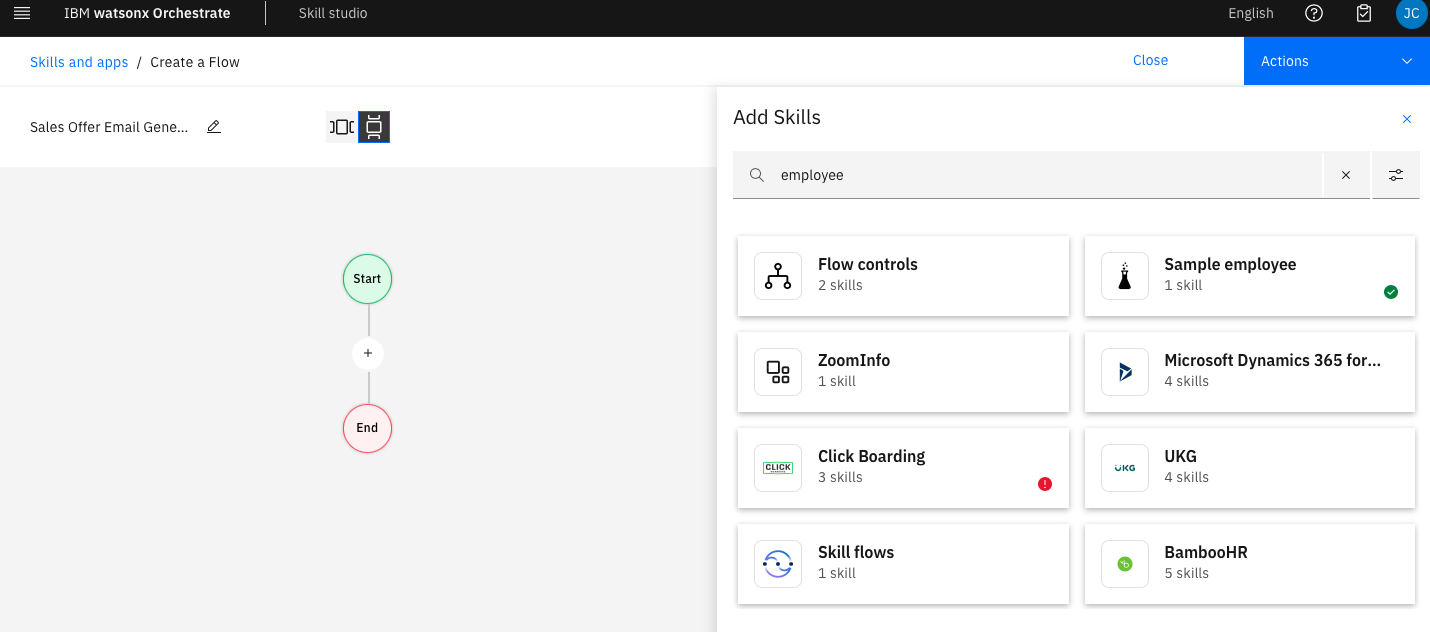 IBM watsonx Orchestrate
Skill studio
English
JC
Skills and apps / Create a Flow
Close
Actions
Sales Offer Email Gene...
Start
+
End
Add Skills
employee
Flow controls
2 skills
Sample employee
1 skill
ZoomInfo
1 skill
Microsoft Dynamics 365 for...
4 skills
CLICK
Click Boarding
3 skills
UKG
UKG
4 skills
Skill flows
1 skill
BambooHR
5 skills